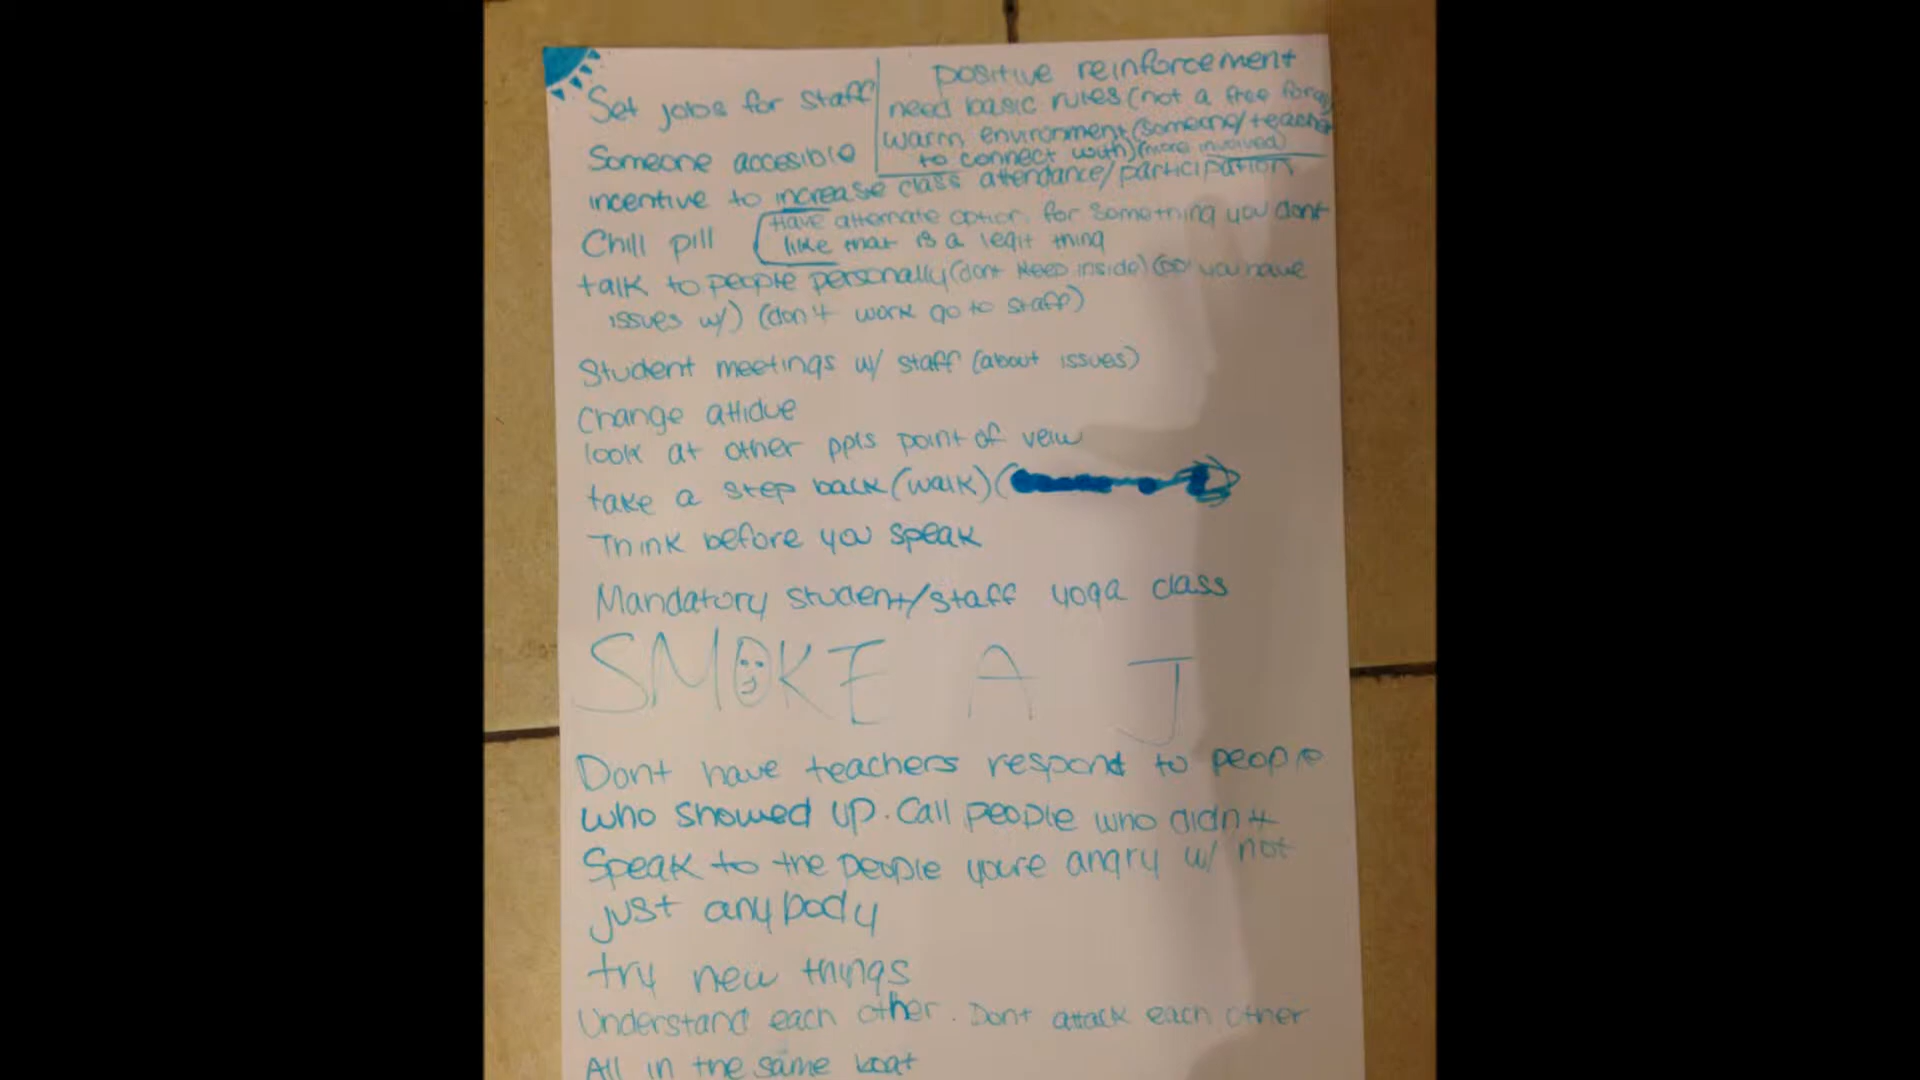 Set jobs for staff
Someone accesible
positive reinforcement
need basic rules (not a free for
warm environment (someone/teacher
to connect with) (more involved)
incentive to increase class attendance/participation
Chill pill
Have alternate option for something you dont
like that is a legit thing
talk to people personally (dont keep inside) (so you have
issues w/) (don't work go to staff)
Student meetings w/ staff (about issues)
Change attidue
look at other ppls point of veiw
take a step back (walk) (
Think before you speak
Mandatory student/staff yoga class
SMOKE A J
Dont have teachers respond to people
who showed up. Call people who didn't
Speak to the people youre angry w/ not
just anybody
try new things
Understand each other. Dont attack each other
All in the same boat